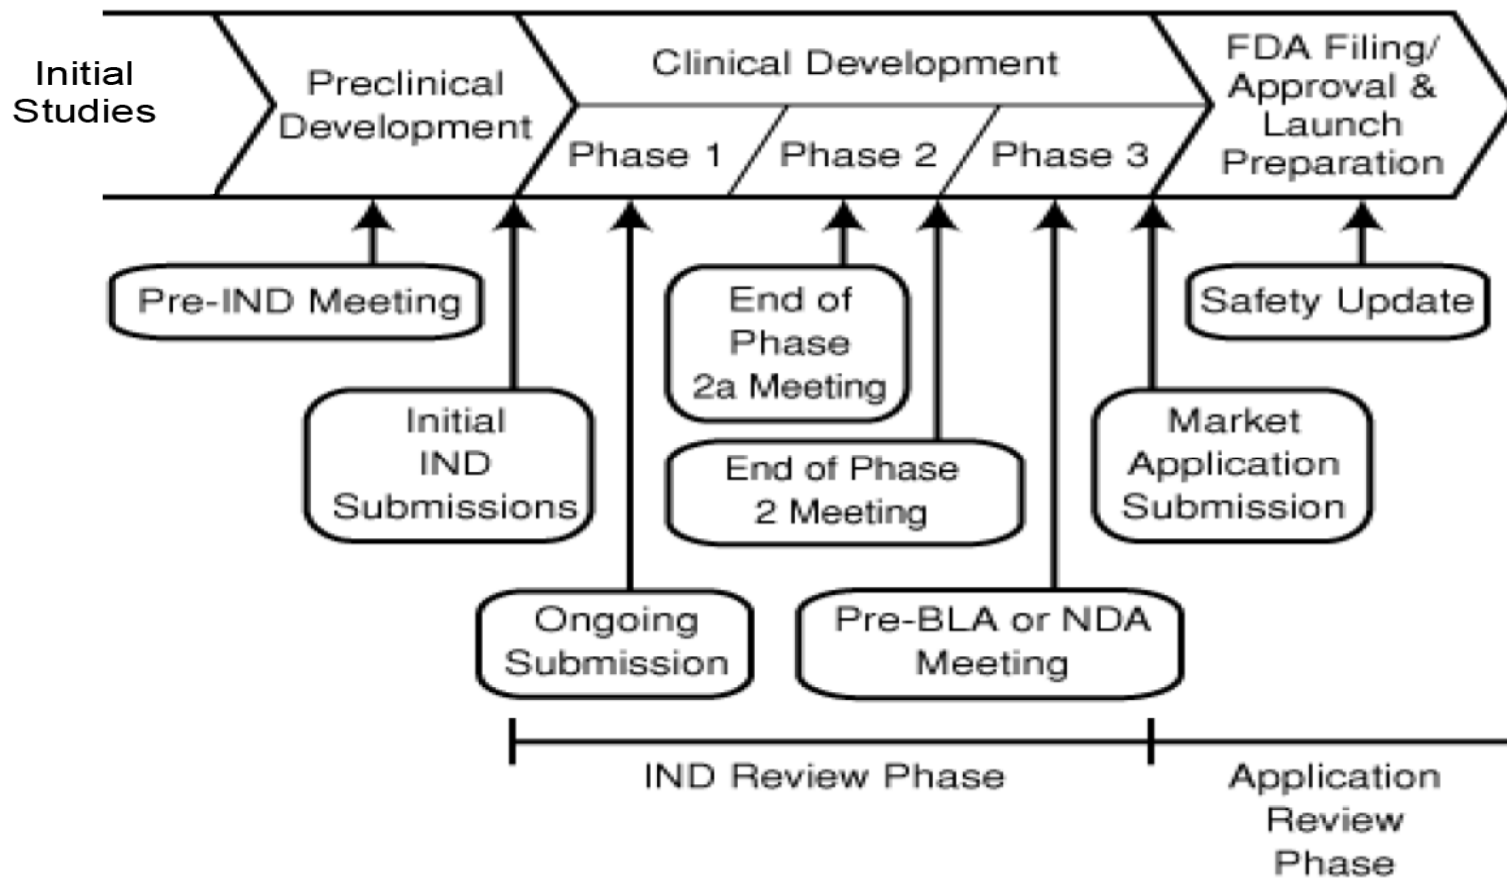 Initial
Studies
Preclinical
Development
Clinical Development
Phase 1
Phase 2
Phase 3
FDA Filing/
Approval &
Launch
Preparation
Pre-IND Meeting
End of
Phase
2a Meeting
Safety Update
Initial
IND
Submissions
End of Phase
2 Meeting
Market
Application
Submission
Ongoing
Submission
Pre-BLA or NDA
Meeting
IND Review Phase
Application
Review
Phase